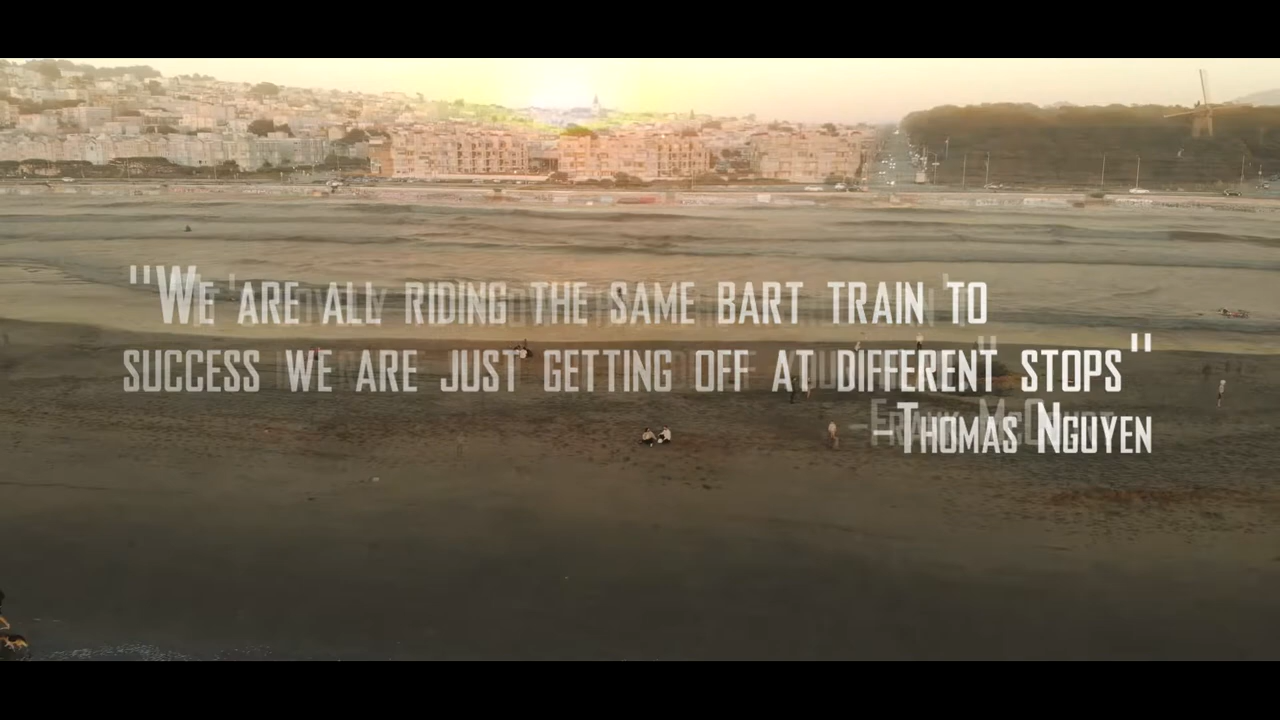 "We are all riding the same bart train to
success we are just getting off at different stops"
-Thomas Nguyen